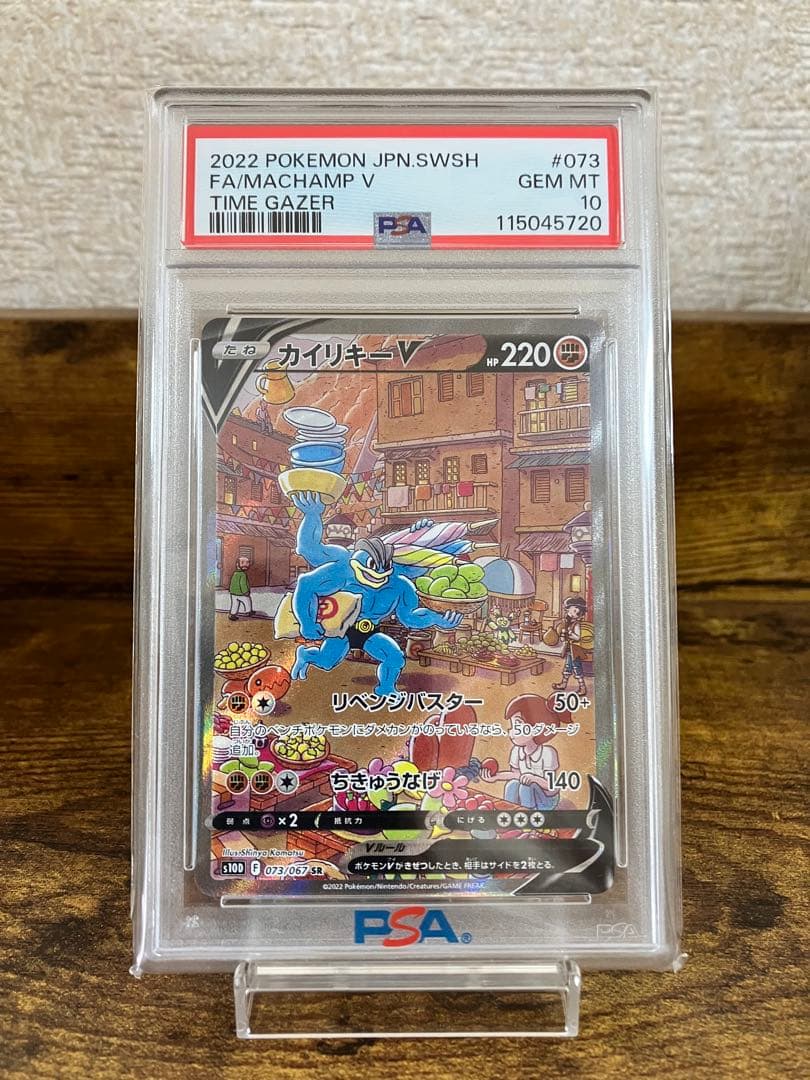 2022 POKEMON JPN.SWSH #073
FA/MACHAMP V GEM MT
TIME GAZER 10
PSA 115045720
たね カイリキーV HP 220
リベンジバスター 50+
自分のベンチポケモンにダメカンがのっているなら、50ダメージ
追加。
ちきゅうなげ 140
弱点 ×2 抵抗力 にげる
Vルール
ポケモンVがきぜつしたとき、相手はサイドを2枚とる。
Illus. Shinya Komatsu
s10D F 073/067 SR
©2022 Pokémon/Nintendo/Creatures/GAME FREAK.
PSA®
PSA